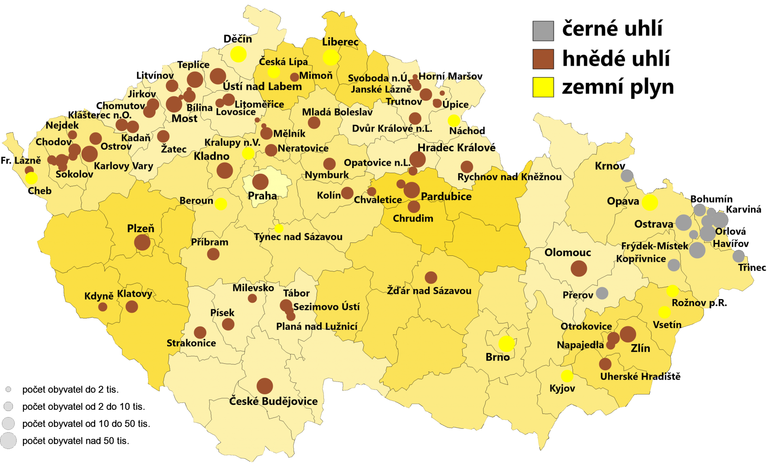 černé uhlí
hnědé uhlí
zemní plyn
Děčín
Liberec
Teplice
Česká Lípa
Litvínov
Mimoň
Svoboda n.Ú.
Horní Maršov
Ústí nad Labem
Janské Lázně
Jirkov
Bílina
Litoměřice
Trutnov
Chomutov
Lovosice
Úpice
Klášterec n.O.
Most
Mladá Boleslav
Nejdek
Kadaň
Mělník
Dvůr Králové n.L.
Náchod
Chodov
Ostrov
Žatec
Kralupy n.V.
Neratovice
Hradec Králové
Fr. Lázně
Karlovy Vary
Kladno
Opatovice n.L.
Krnov
Sokolov
Nymburk
Rychnov nad Kněžnou
Cheb
Praha
Kolín
Chvaletice
Pardubice
Bohumín
Beroun
Opava
Karviná
Chrudim
Ostrava
Plzeň
Týnec nad Sázavou
Orlová
Příbram
Frýdek-Místek
Havířov
Olomouc
Kopřivnice
Třinec
Žďár nad Sázavou
Milevsko
Tábor
Přerov
Kdyně
Klatovy
Sezimovo Ústí
Rožnov p.R.
Písek
Planá nad Lužnicí
Otrokovice
Vsetín
Strakonice
Napajedla
Zlín
Brno
Uherské Hradiště
Kyjov
České Budějovice
počet obyvatel do 2 tis.
počet obyvatel od 2 do 10 tis.
počet obyvatel od 10 do 50 tis.
počet obyvatel nad 50 tis.